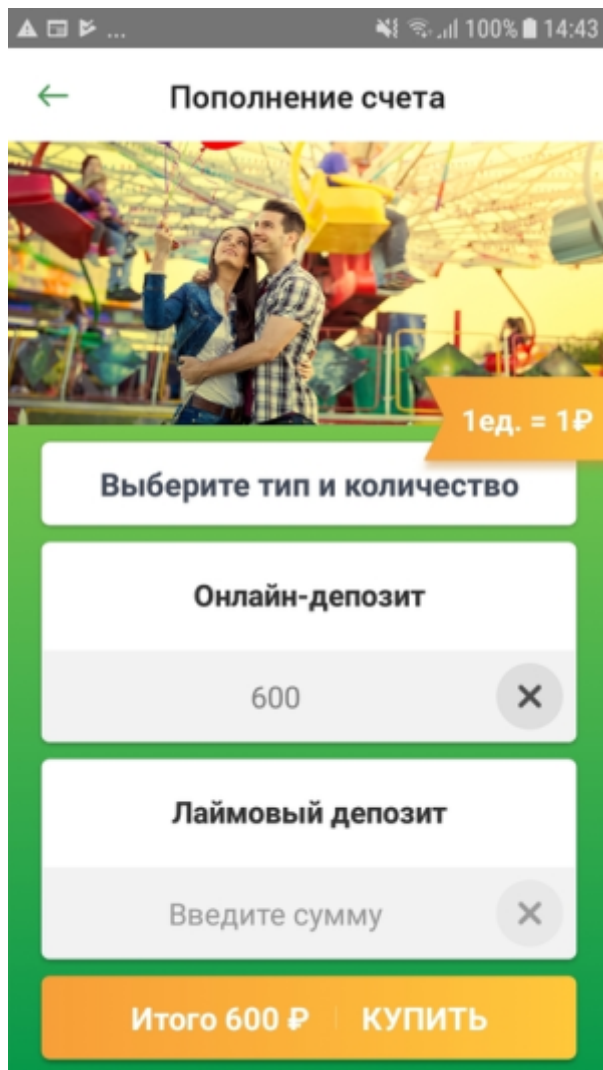 ... 100% 14:43
Пополнение счета
1ед. = 1₽
Выберите тип и количество
Онлайн-депозит
600
Лаймовый депозит
Введите сумму
Итого 600 ₽ КУПИТЬ